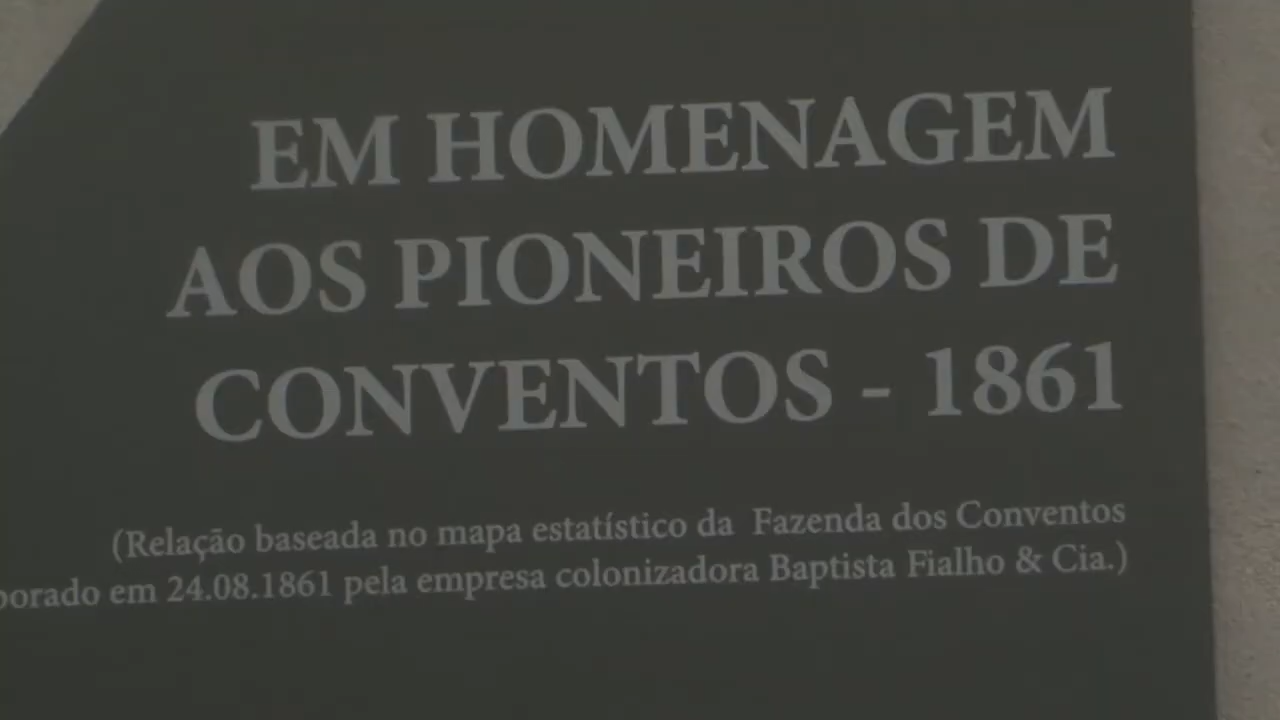 EM HOMENAGEM
AOS PIONEIROS DE
CONVENTOS - 1861
(Relação baseada no mapa estatístico da Fazenda dos Conventos
em 24.08.1861 pela empresa colonizadora Baptista Fialho & Cia.)